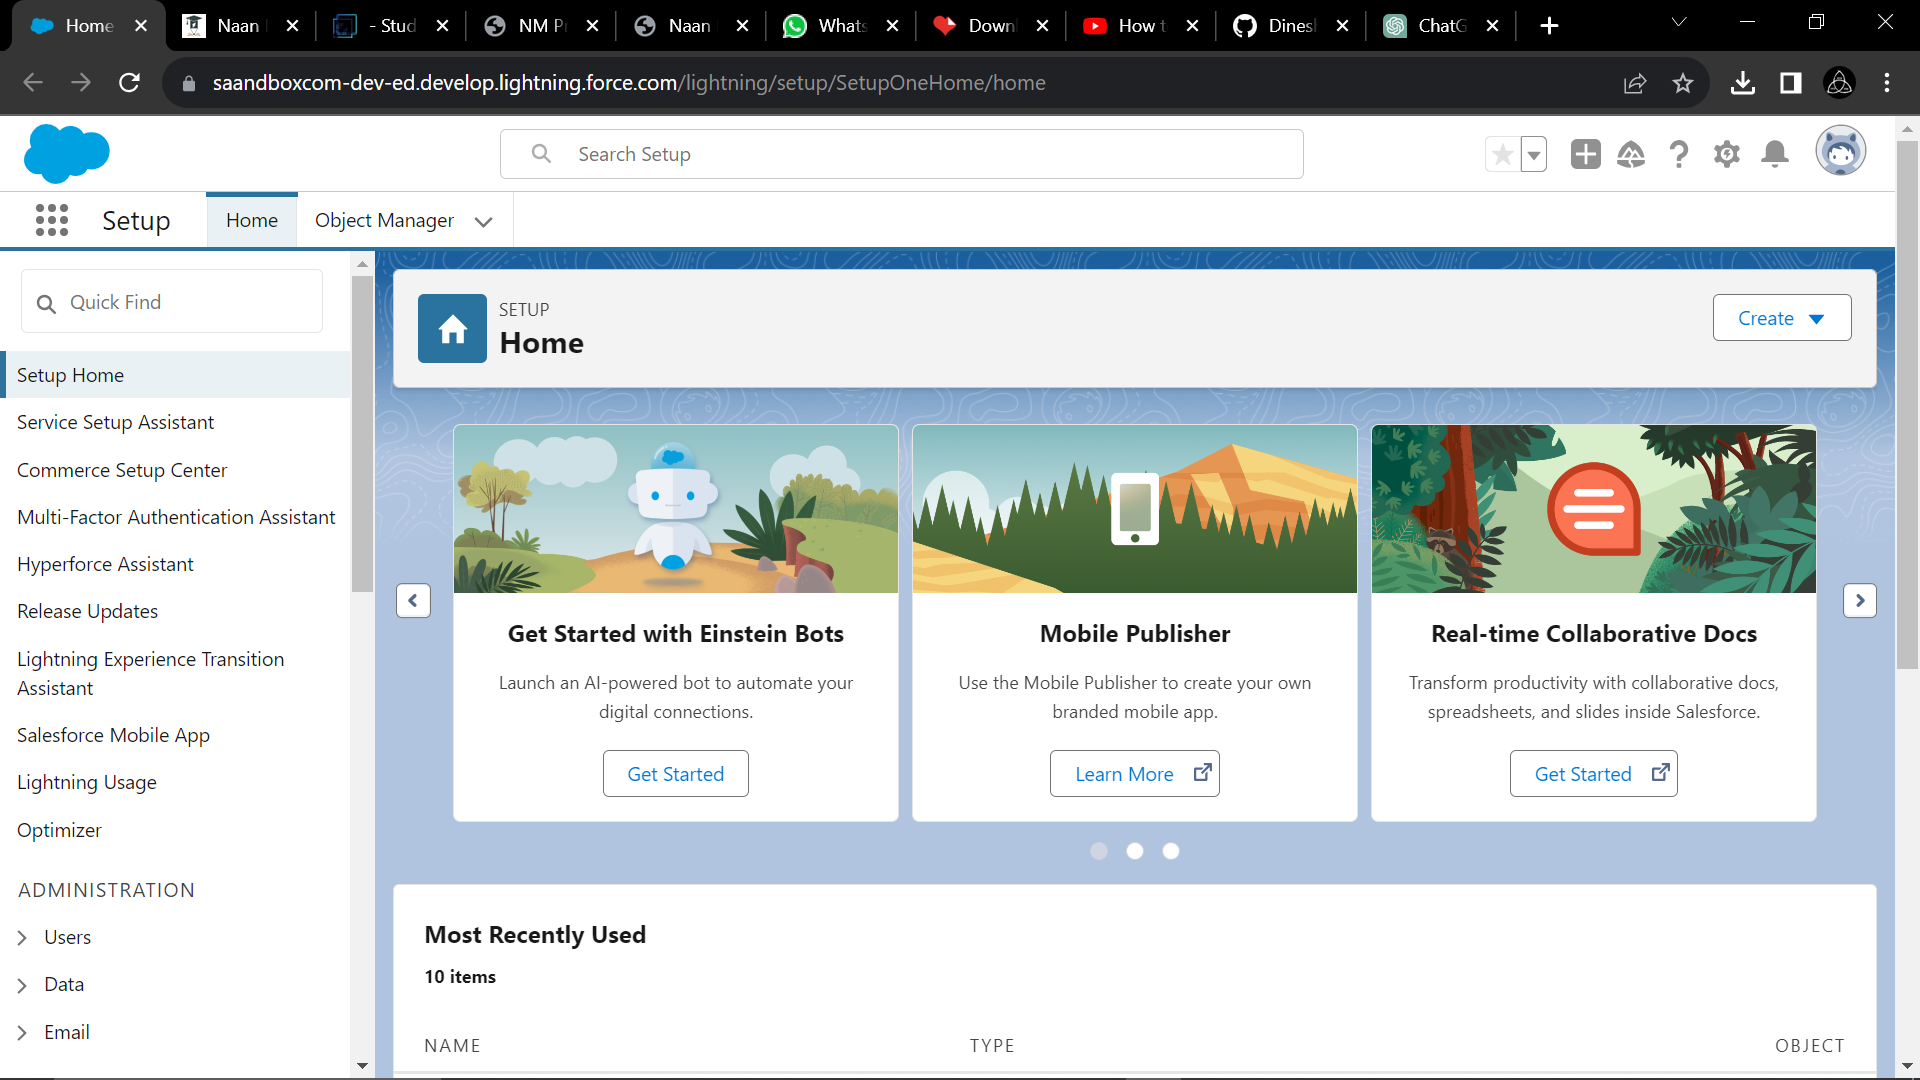 Home
Naan
- Stud
NM P
Naan
Whats
Down
How t
Dinesh
ChatG
saandboxcom-dev-ed.develop.lightning.force.com/lightning/setup/SetupOneHome/home
Search Setup
Setup
Home
Object Manager
Quick Find
Setup Home
Service Setup Assistant
Commerce Setup Center
Multi-Factor Authentication Assistant
Hyperforce Assistant
Release Updates
Lightning Experience Transition
Assistant
Salesforce Mobile App
Lightning Usage
Optimizer
ADMINISTRATION
Users
Data
Email
SETUP
Home
Create
Get Started with Einstein Bots
Launch an AI-powered bot to automate your
digital connections.
Get Started
Mobile Publisher
Use the Mobile Publisher to create your own
branded mobile app.
Learn More
Real-time Collaborative Docs
Transform productivity with collaborative docs,
spreadsheets, and slides inside Salesforce.
Get Started
Most Recently Used
10 items
NAME
TYPE
OBJECT